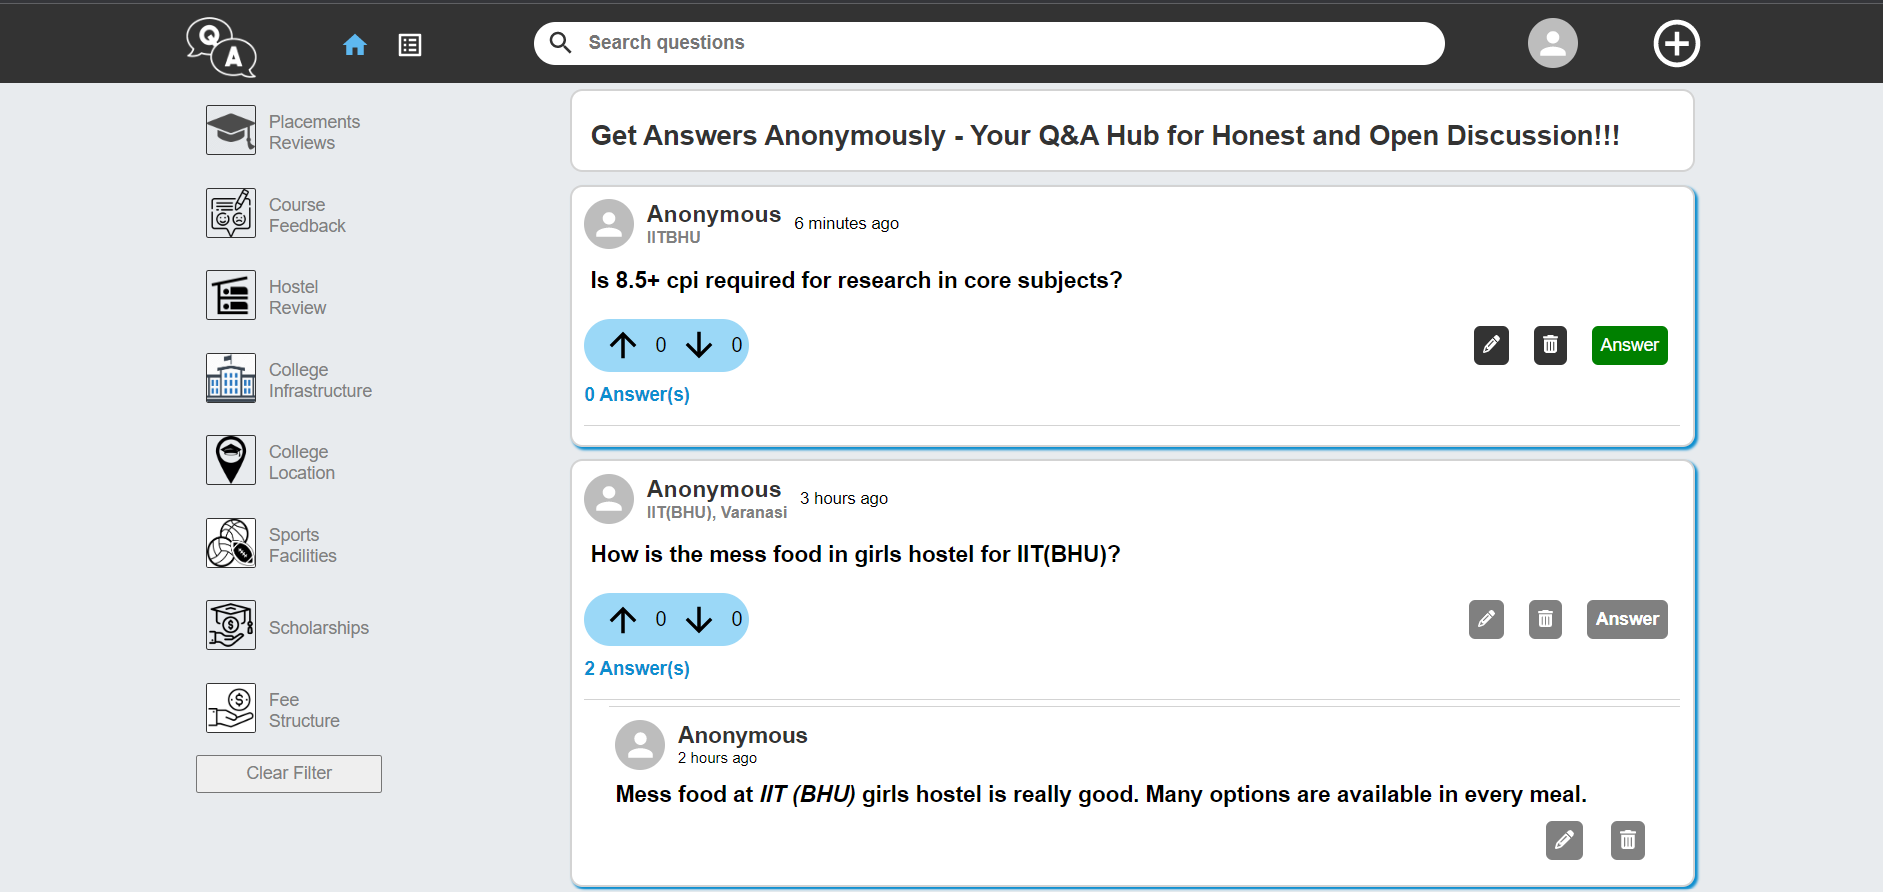 Q
A
Search questions
Placements
Reviews
Course
Feedback
Hostel
Review
College
Infrastructure
College
Location
Sports
Facilities
Scholarships
Fee
Structure
Clear Filter
Get Answers Anonymously - Your Q&A Hub for Honest and Open Discussion!!!
Anonymous 6 minutes ago
IITBHU
Is 8.5+ cpi required for research in core subjects?
0 0 Answer
0 Answer(s)
Anonymous 3 hours ago
IIT(BHU), Varanasi
How is the mess food in girls hostel for IIT(BHU)?
0 0 Answer
2 Answer(s)
Anonymous
2 hours ago
Mess food at IIT (BHU) girls hostel is really good. Many options are available in every meal.